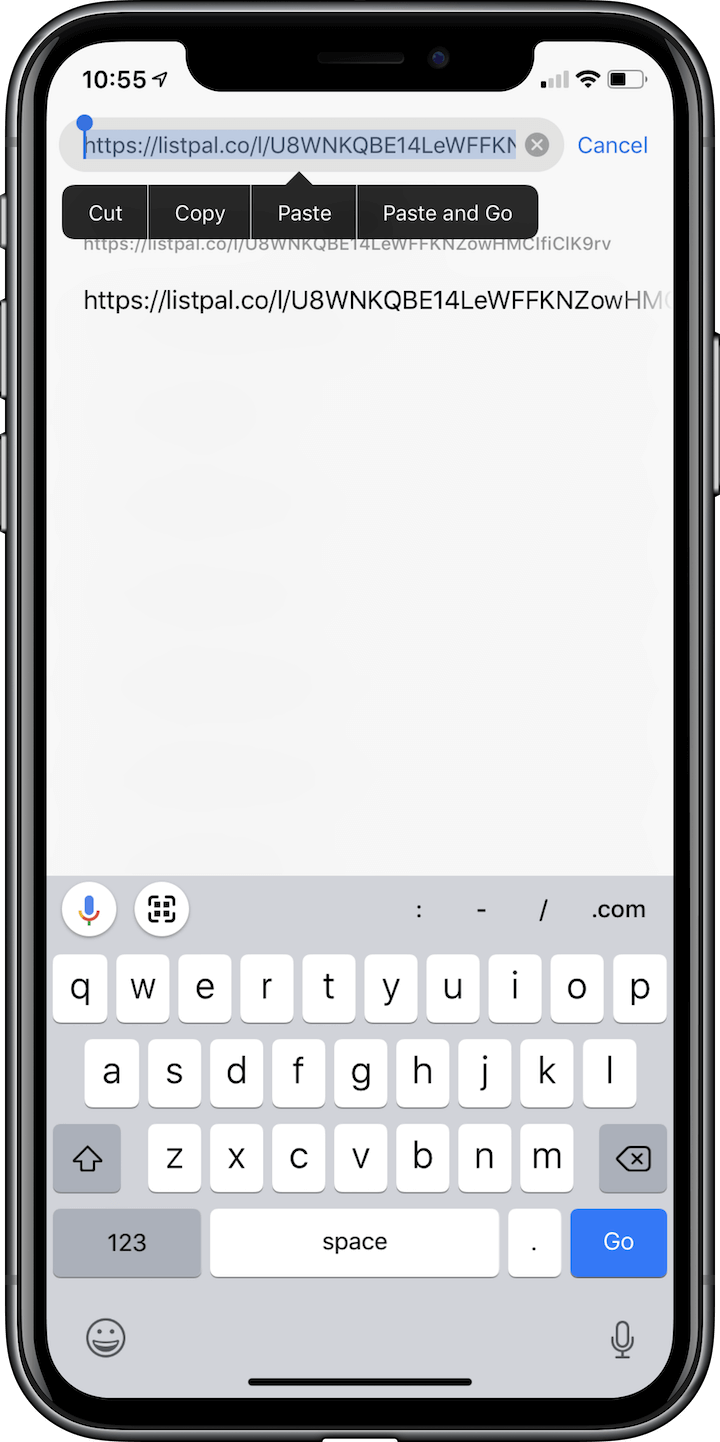 10:55
https://listpal.co/l/U8WNKQBE14LeWFFKN
Cancel
Cut Copy Paste Paste and Go
https://listpal.co/l/U8WNKQBE14LeWFFKNZowHMCIfiCIK9rv
https://listpal.co/l/U8WNKQBE14LeWFFKNZowHMC
: - / .com
q w e r t y u i o p
a s d f g h j k l
z x c v b n m
123 space . Go